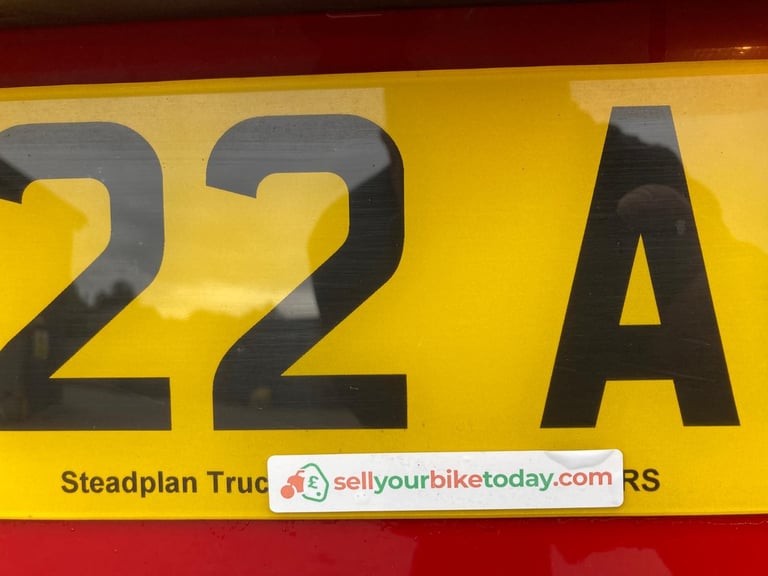 22 A
Steadplan Truc
£
sellyourbiketoday.com
RS